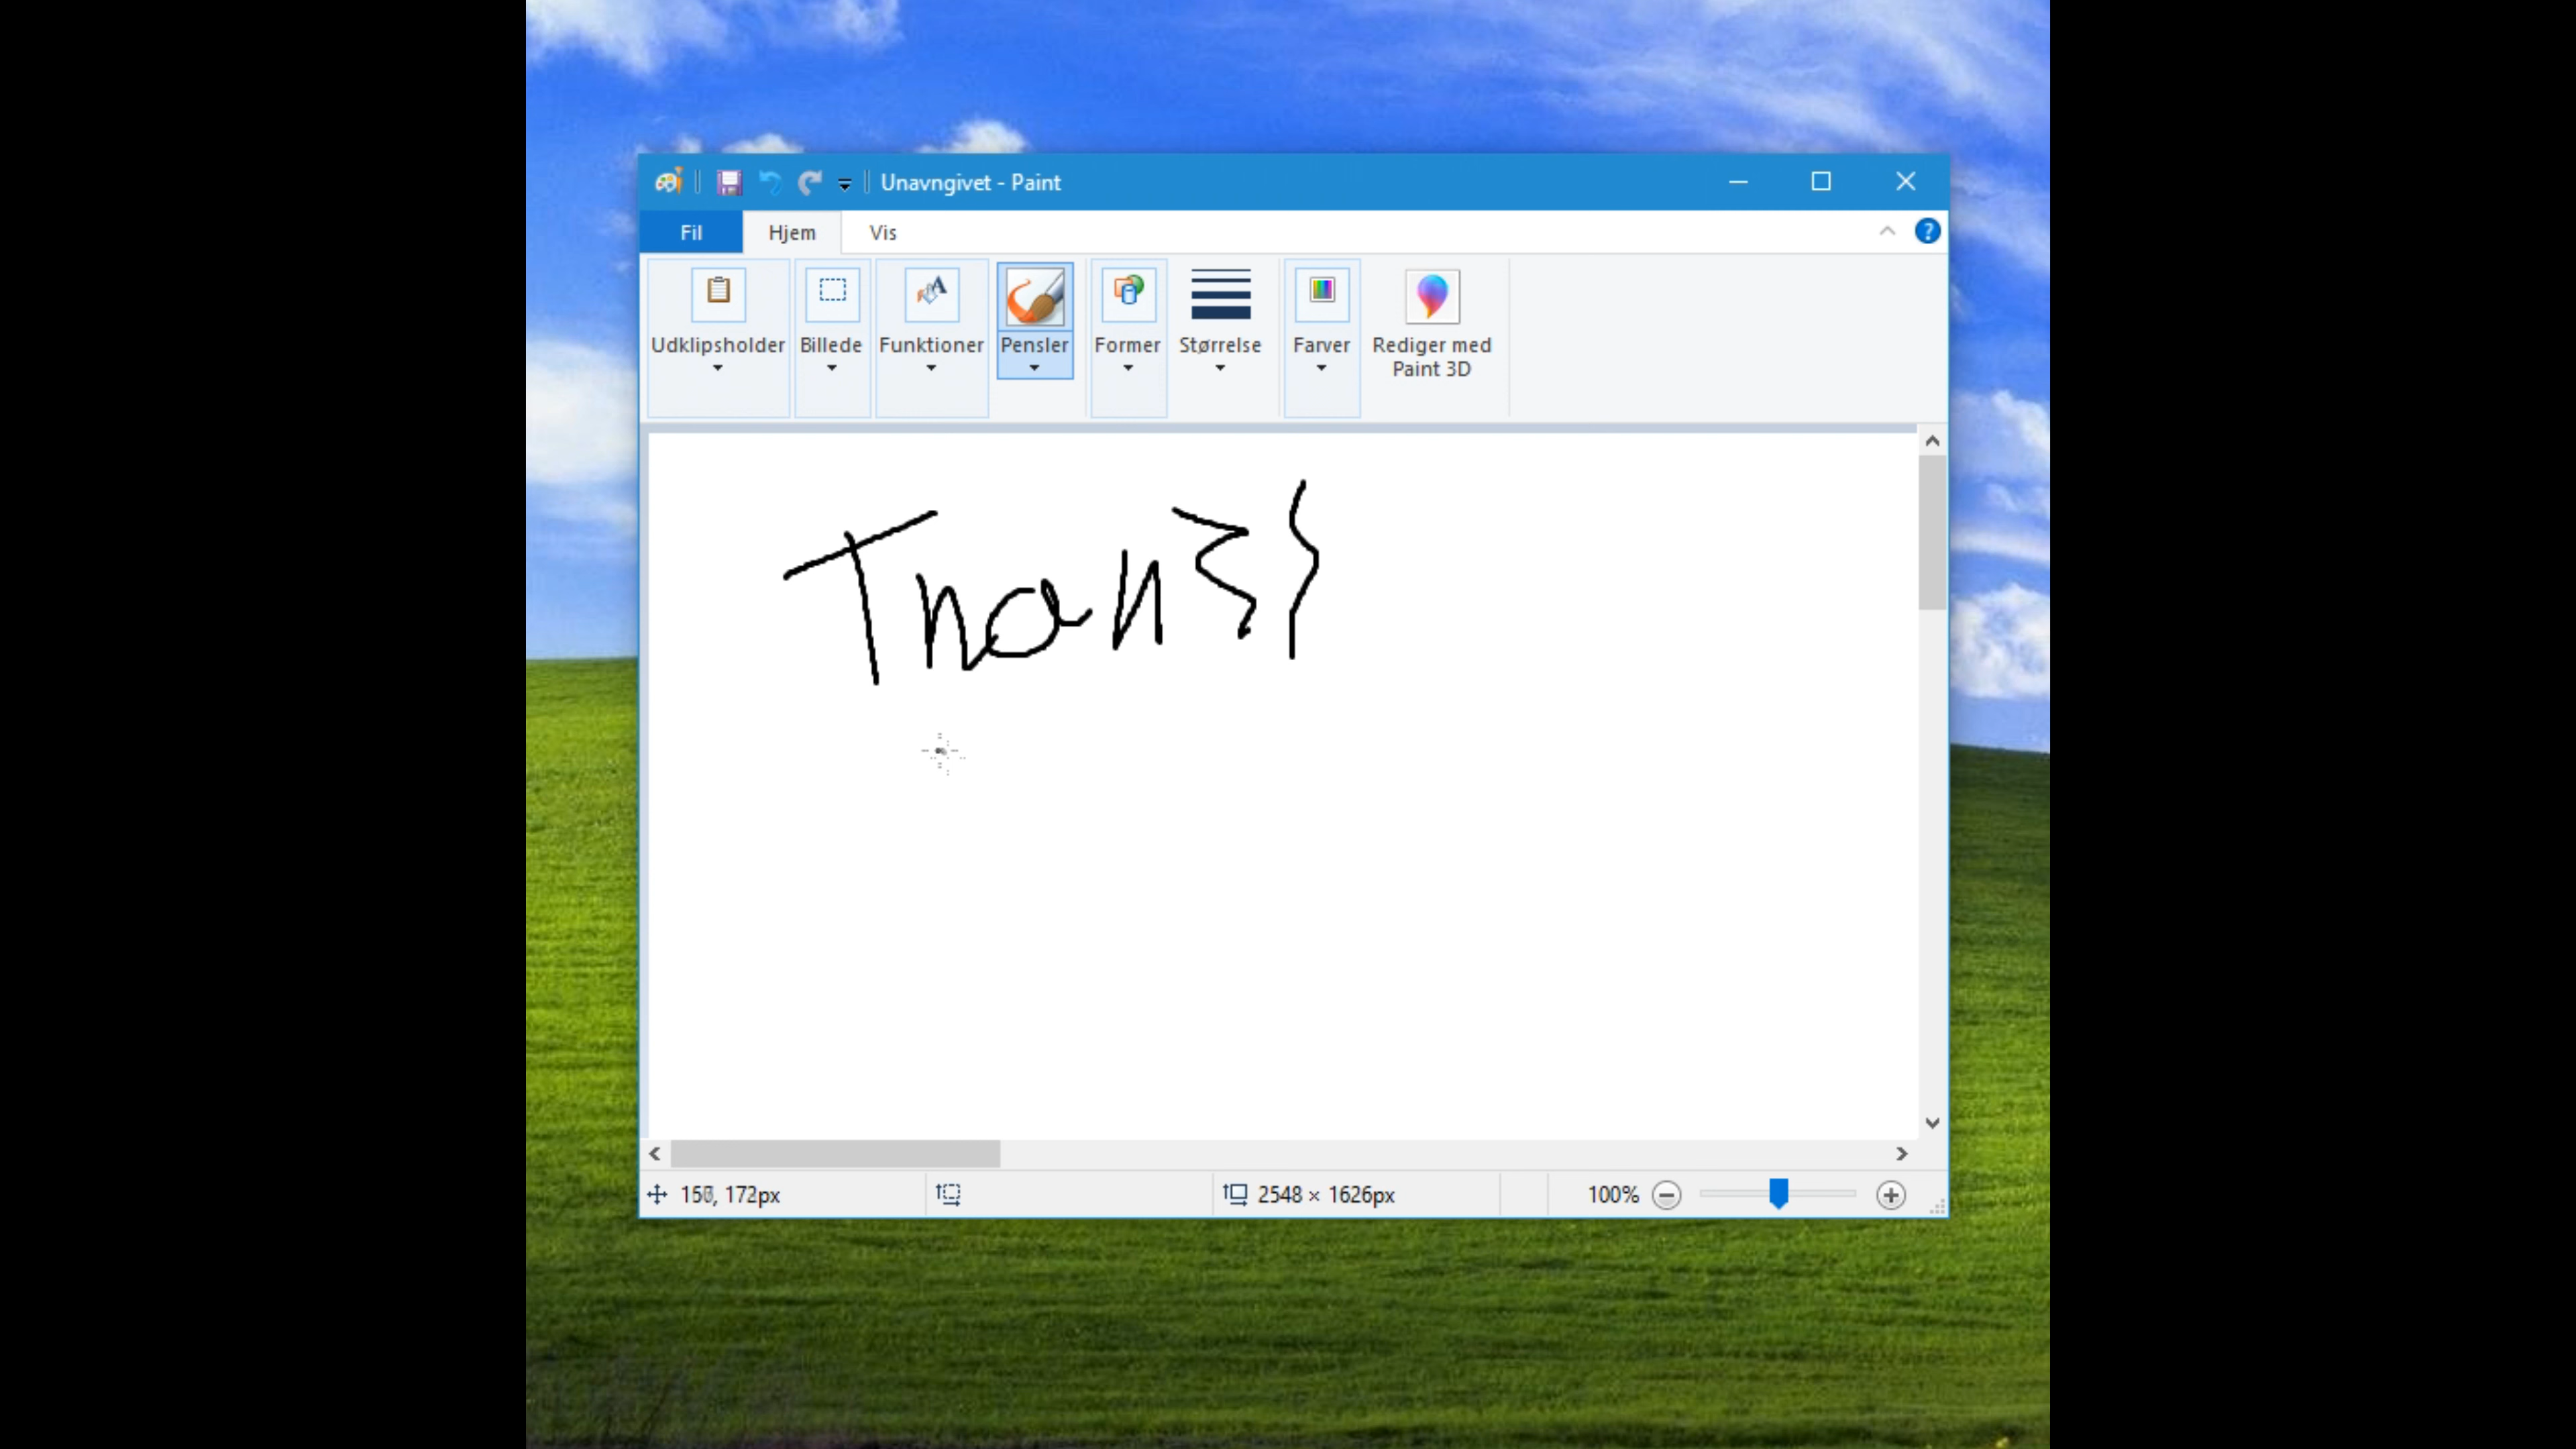 Unavngivet - Paint
Fil Hjem Vis
Udklipsholder Billede Funktioner Pensler Former Størrelse Farver Rediger med
Paint 3D
172px 2548 × 1626px 100%